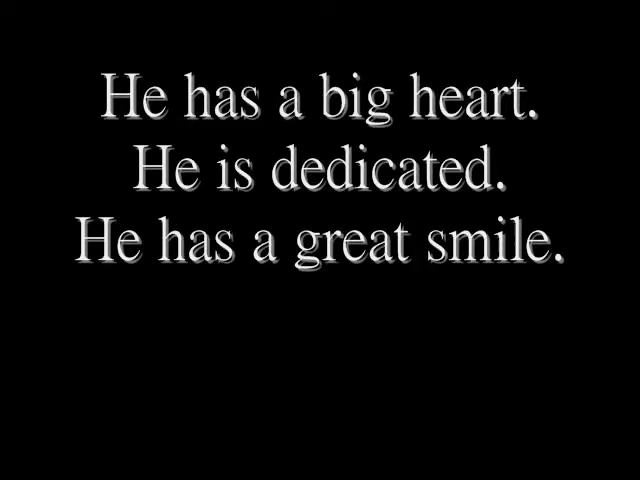 He has a big heart.
He is dedicated.
He has a great smile.